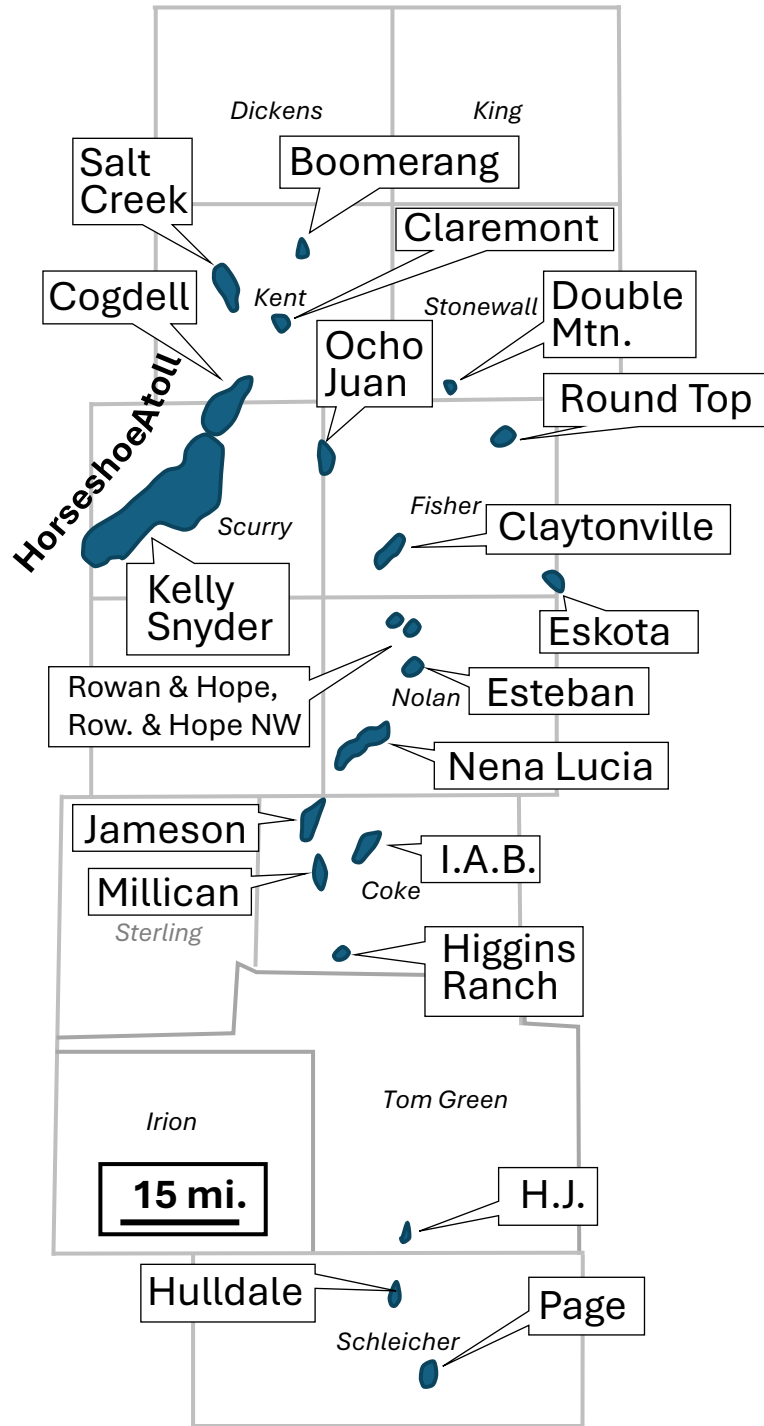 Dickens
King
Salt
Creek
Boomerang
Claremont
Cogdell
Kent
Stonewall
Double
Mtn.
Ocho
Juan
HorseshoeAtoll
Round Top
Scurry
Fisher
Claytonville
Kelly
Snyder
Eskota
Rowan & Hope,
Row. & Hope NW
Nolan
Esteban
Nena Lucia
Jameson
I.A.B.
Millican
Coke
Sterling
Higgins
Ranch
Irion
Tom Green
15 mi.
H.J.
Hulldale
Page
Schleicher